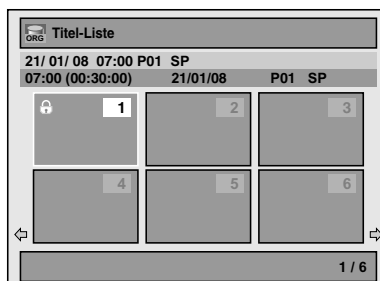 ORG Titel-Liste
21/ 01/ 08 07:00 P01 SP
07:00 (00:30:00) 21/01/08 P01 SP
1 2 3
4 5 6
1 / 6